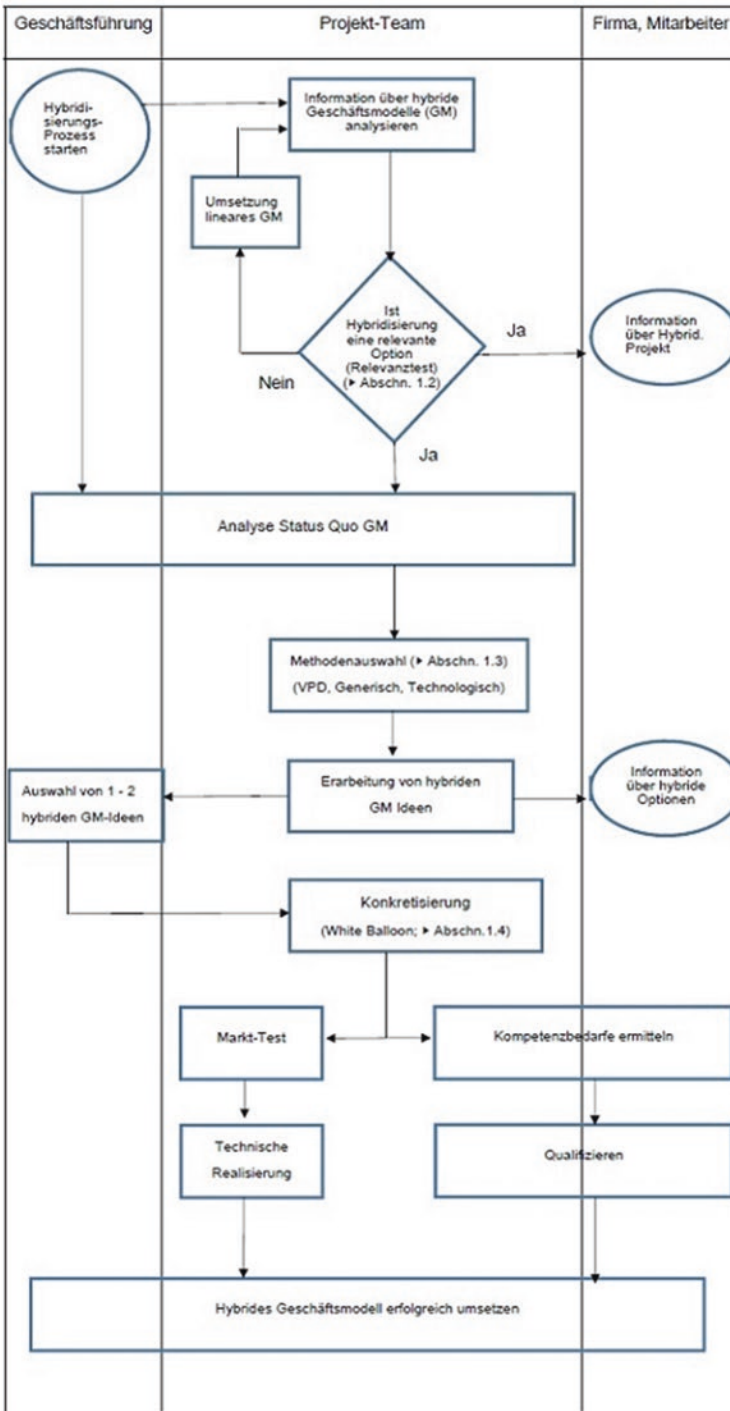 Geschäftsführung
Projekt-Team
Firma, Mitarbeiter
Hybridi-
sierungs-
Prozess
starten
Information über hybride
Geschäftsmodelle (GM)
analysieren
Umsetzung
lineares GM
Ist
Hybridisierung
eine relevante
Option
(Relevanztest)
(▸ Abschn. 1.2)
Ja
Information
über Hybrid.
Projekt
Nein
Ja
Analyse Status Quo GM
Methodenauswahl (▸ Abschn. 1.3)
(VPD, Generisch, Technologisch)
Auswahl von 1 - 2
hybriden GM-Ideen
Erarbeitung von hybriden
GM Ideen
Information
über hybride
Optionen
Konkretisierung
(White Balloon; ▸ Abschn.1.4)
Markt-Test
Kompetenzbedarfe ermitteln
Technische
Realisierung
Qualifizieren
Hybrides Geschäftsmodell erfolgreich umsetzen